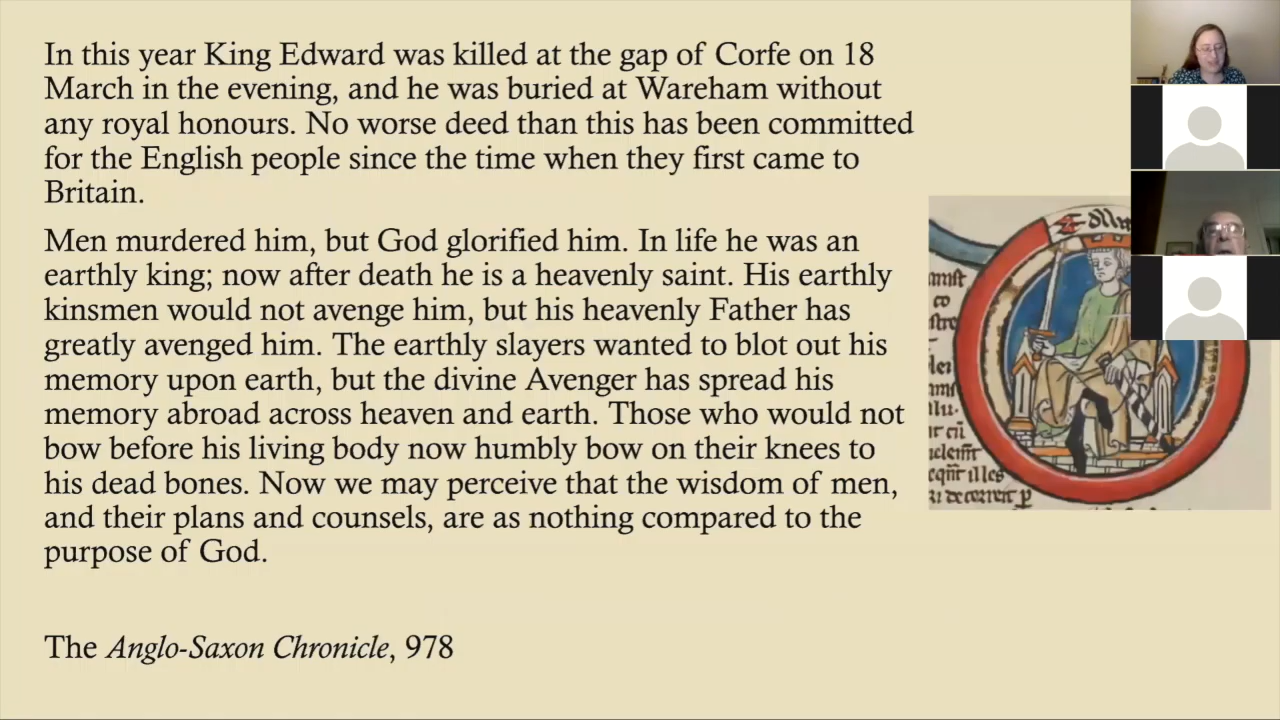 In this year King Edward was killed at the gap of Corfe on 18
March in the evening, and he was buried at Wareham without
any royal honours. No worse deed than this has been committed
for the English people since the time when they first came to
Britain.
Men murdered him, but God glorified him. In life he was an
earthly king; now after death he is a heavenly saint. His earthly
kinsmen would not avenge him, but his heavenly Father has
greatly avenged him. The earthly slayers wanted to blot out his
memory upon earth, but the divine Avenger has spread his
memory abroad across heaven and earth. Those who would not
bow before his living body now humbly bow on their knees to
his dead bones. Now we may perceive that the wisdom of men,
and their plans and counsels, are as nothing compared to the
purpose of God.
The Anglo-Saxon Chronicle, 978